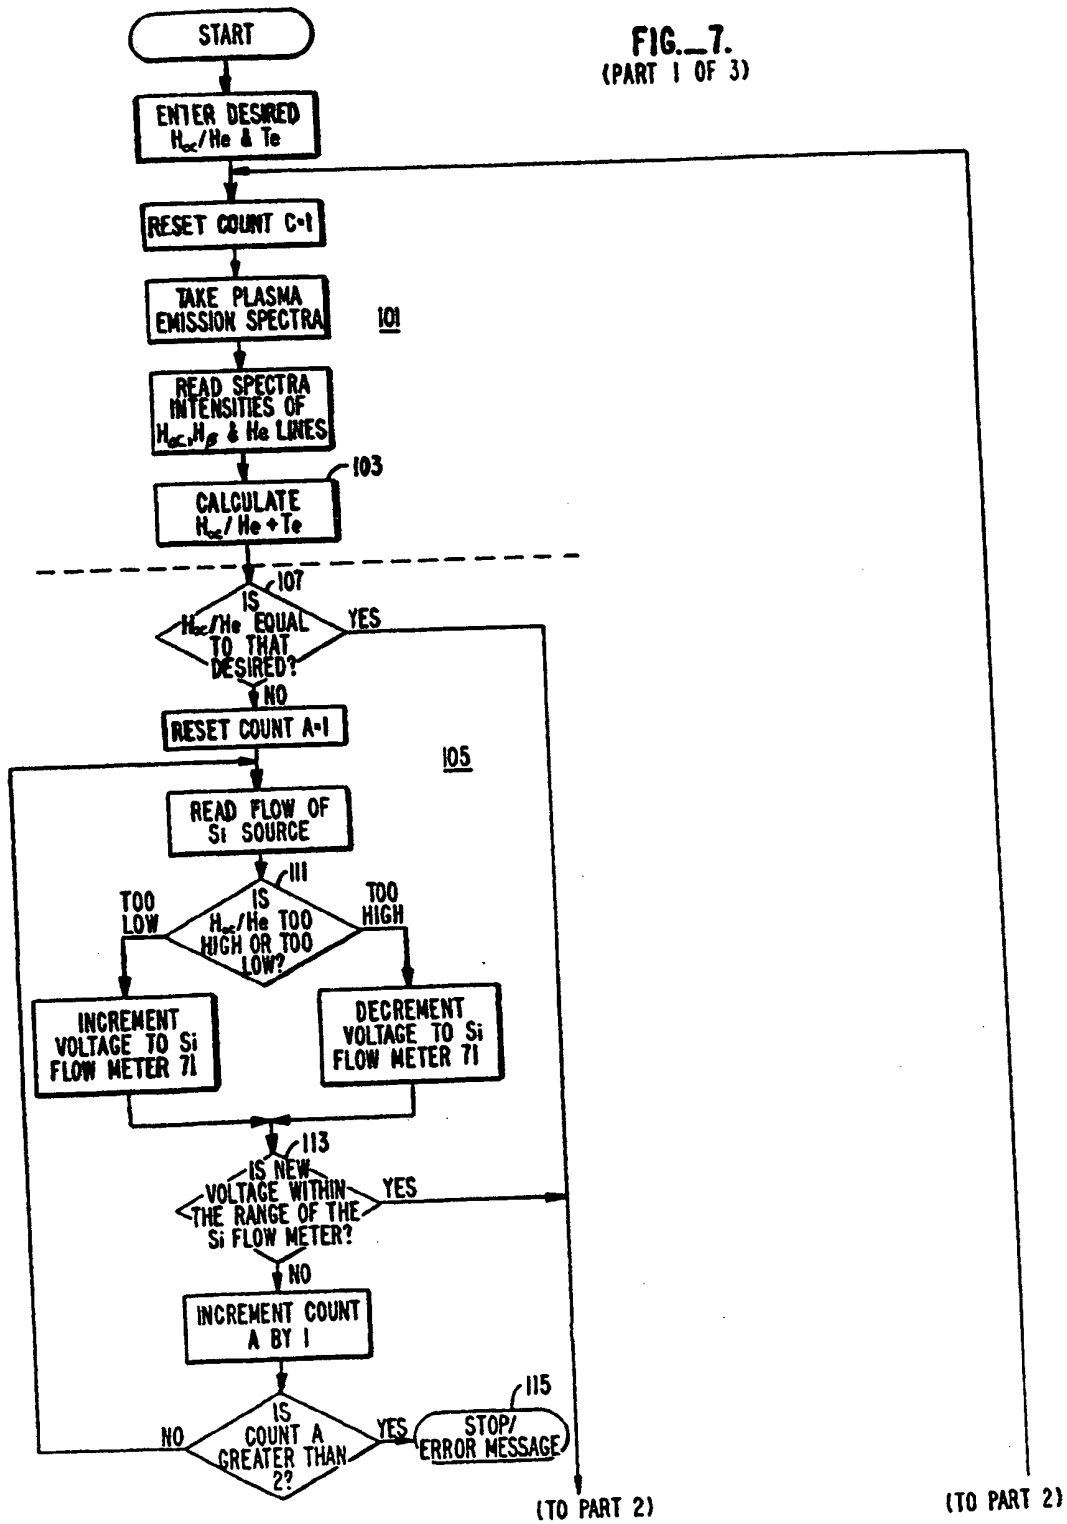 START
FIG._7.
(PART 1 OF 3)
ENTER DESIRED
H∝/He & Te
RESET COUNT C=1
TAKE PLASMA
EMISSION SPECTRA
101
READ SPECTRA
INTENSITIES OF
H∝, Hβ & He LINES
103
CALCULATE
H∝/He + Te
107
IS
H∝/He EQUAL
TO THAT
DESIRED?
YES
NO
RESET COUNT A=1
105
READ FLOW OF
Si SOURCE
111
IS
H∝/He TOO
HIGH OR TOO
LOW?
TOO
LOW
TOO
HIGH
INCREMENT
VOLTAGE TO Si
FLOW METER 71
DECREMENT
VOLTAGE TO Si
FLOW METER 71
113
IS NEW
VOLTAGE WITHIN
THE RANGE OF THE
Si FLOW METER?
YES
NO
INCREMENT COUNT
A BY 1
IS
COUNT A
GREATER THAN
2?
NO
YES
115
STOP/
ERROR MESSAGE
(TO PART 2)
(TO PART 2)